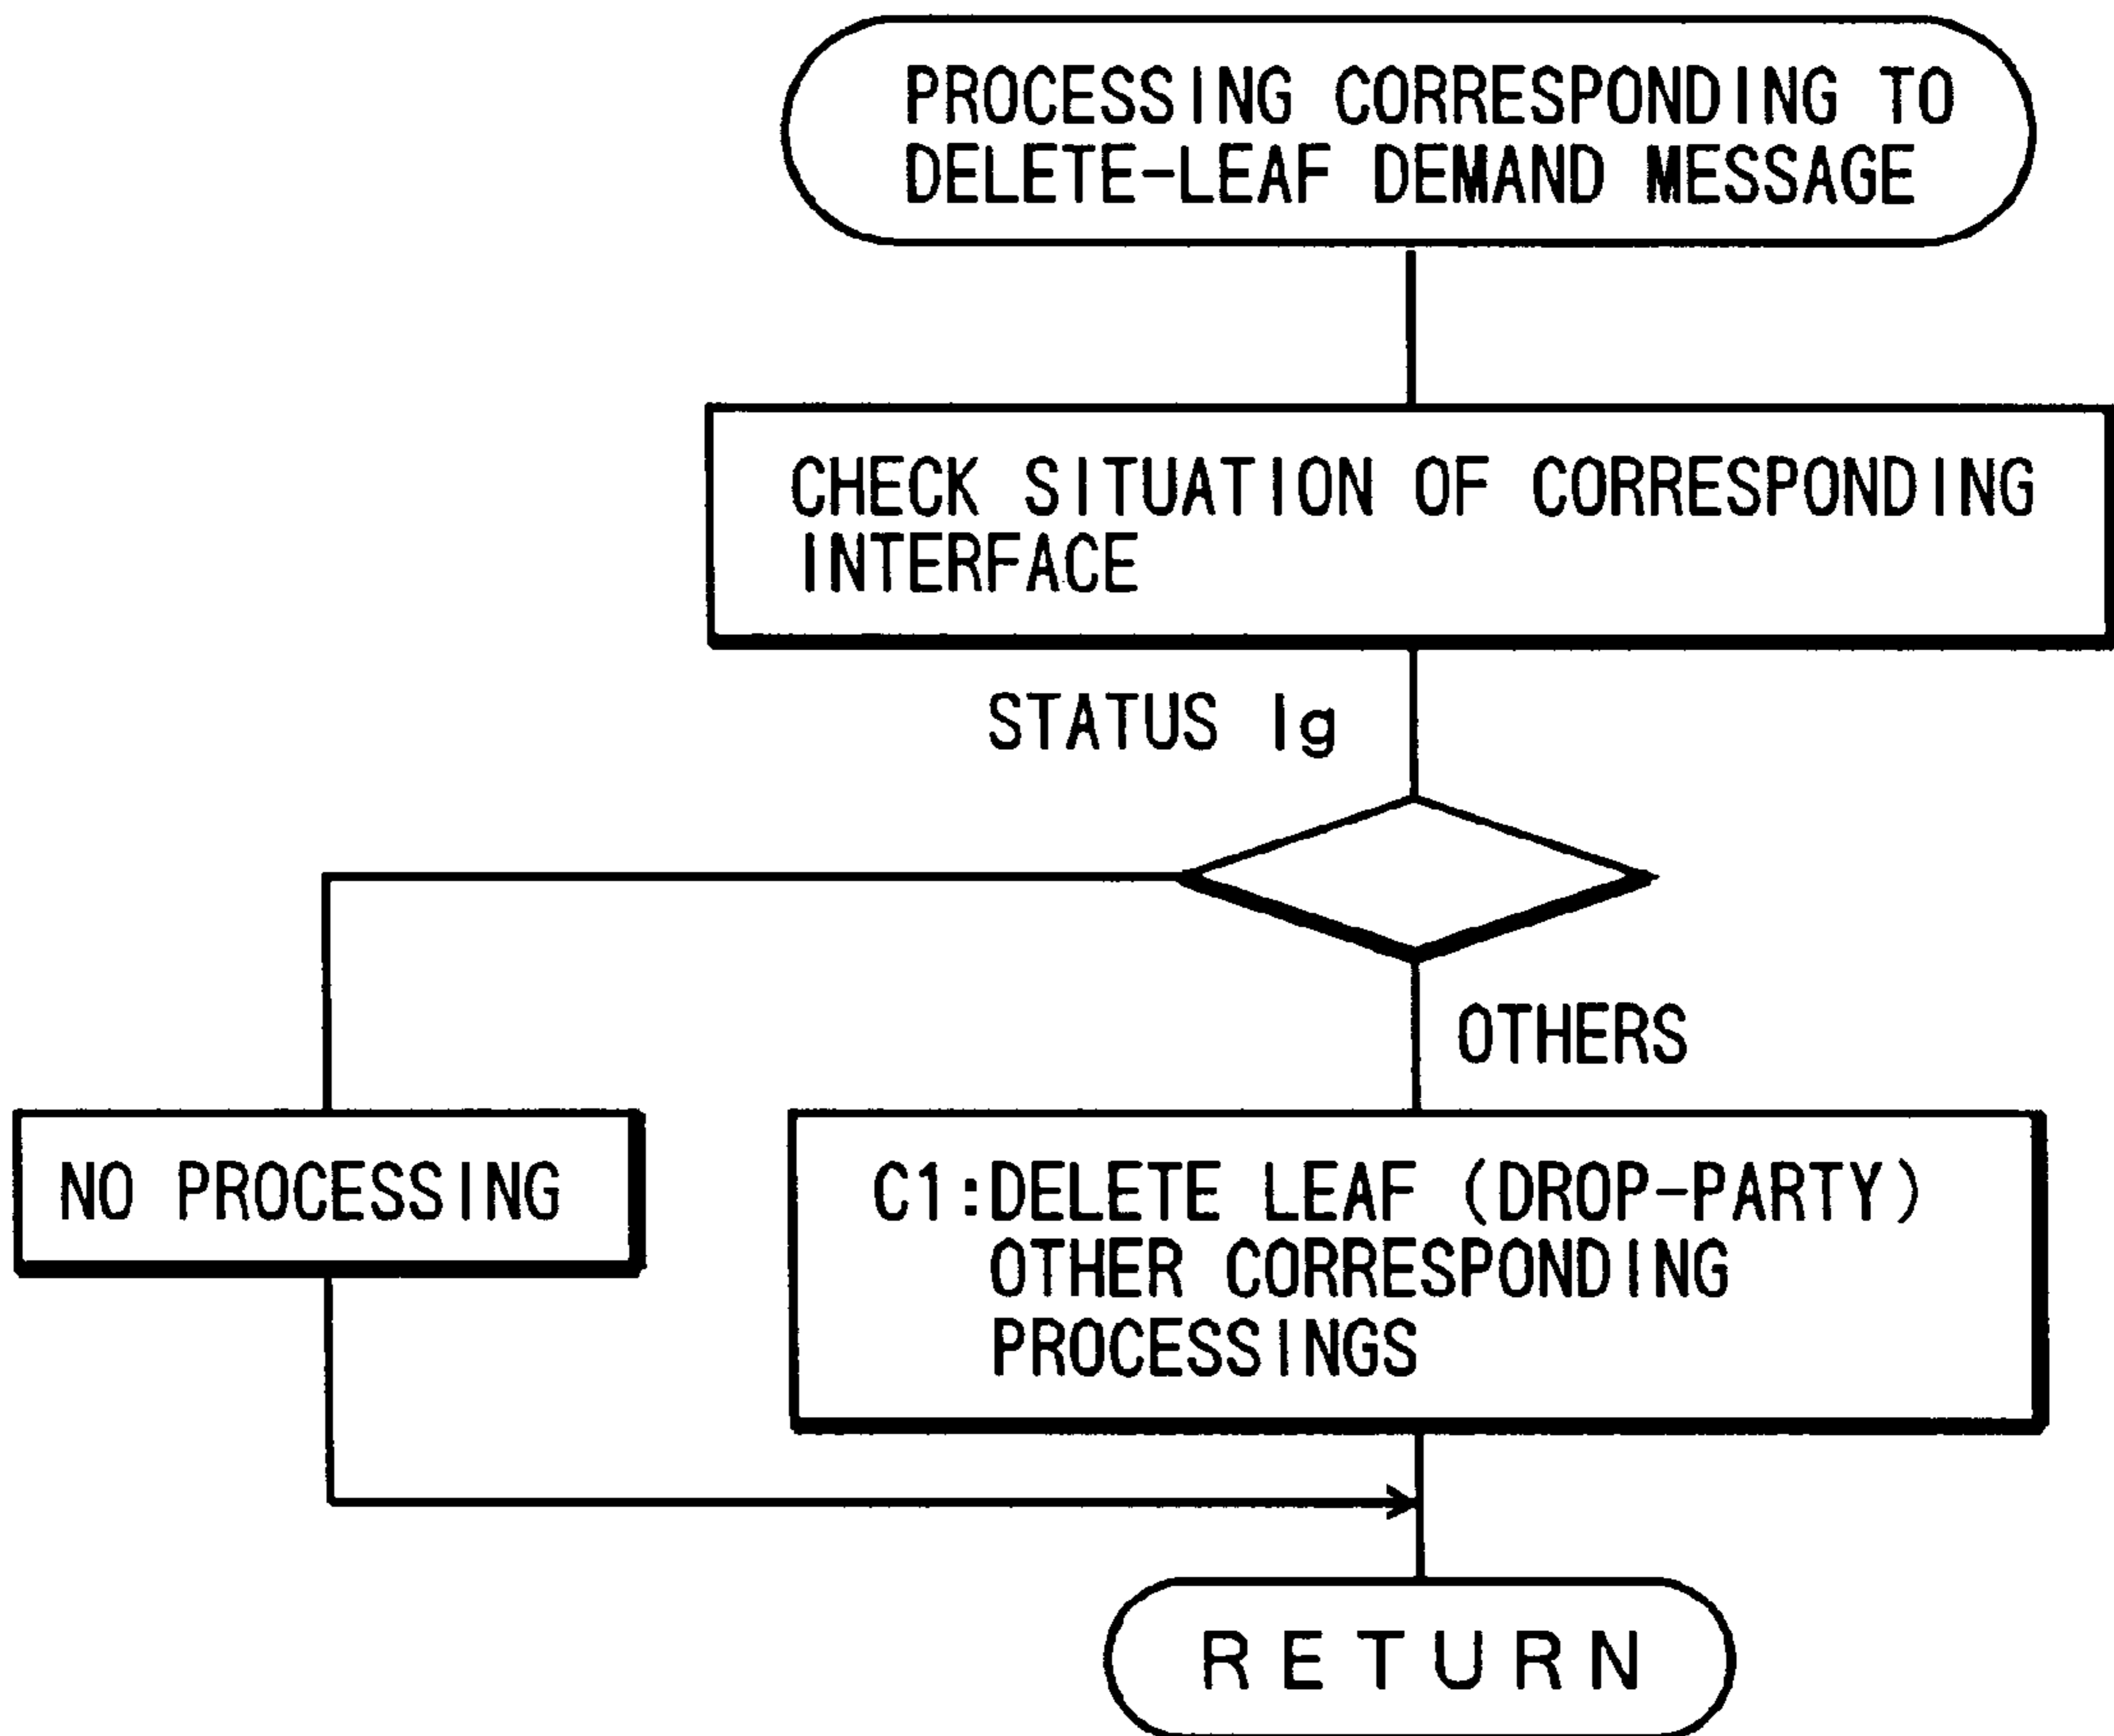 PROCESSING CORRESPONDING TO
DELETE-LEAF DEMAND MESSAGE
CHECK SITUATION OF CORRESPONDING
INTERFACE
STATUS Ig
OTHERS
NO PROCESSING
C1:DELETE LEAF (DROP-PARTY)
OTHER CORRESPONDING
PROCESSINGS
RETURN